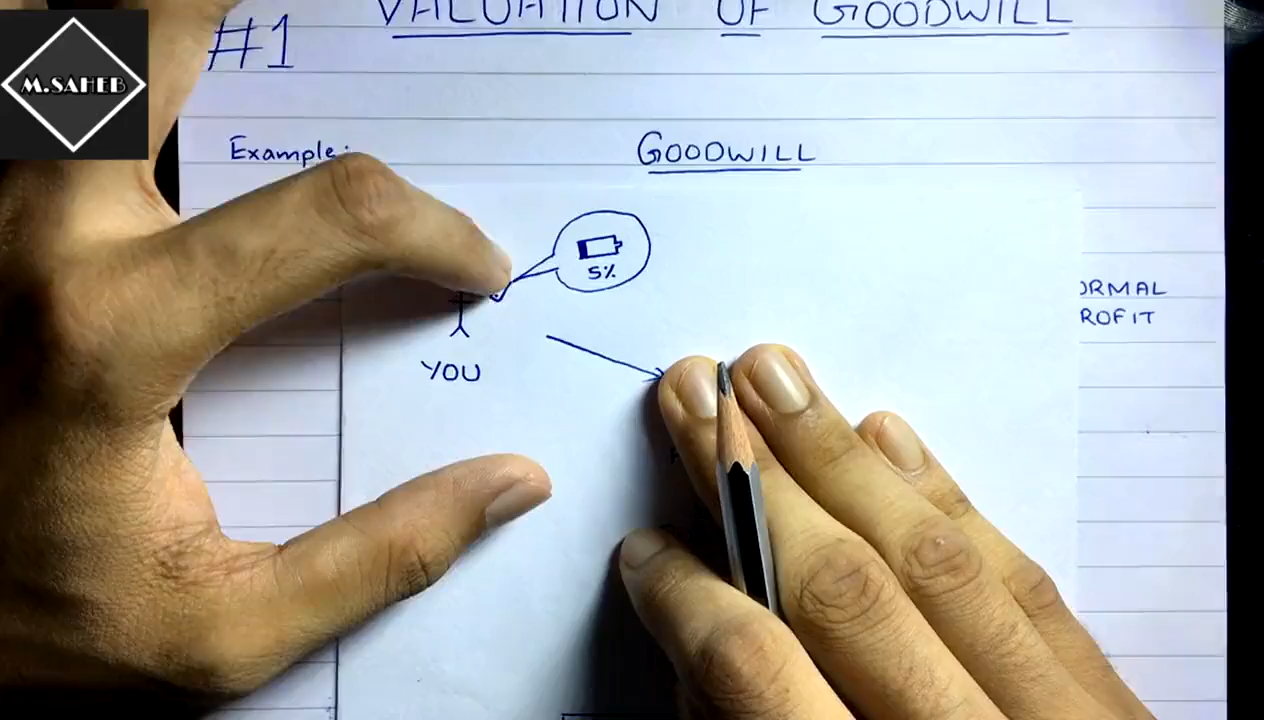 VALUATION OF GOODWILL
#1
M.SAHEB
Example:
GOODWILL
5%
YOU
ORMAL
ROFIT